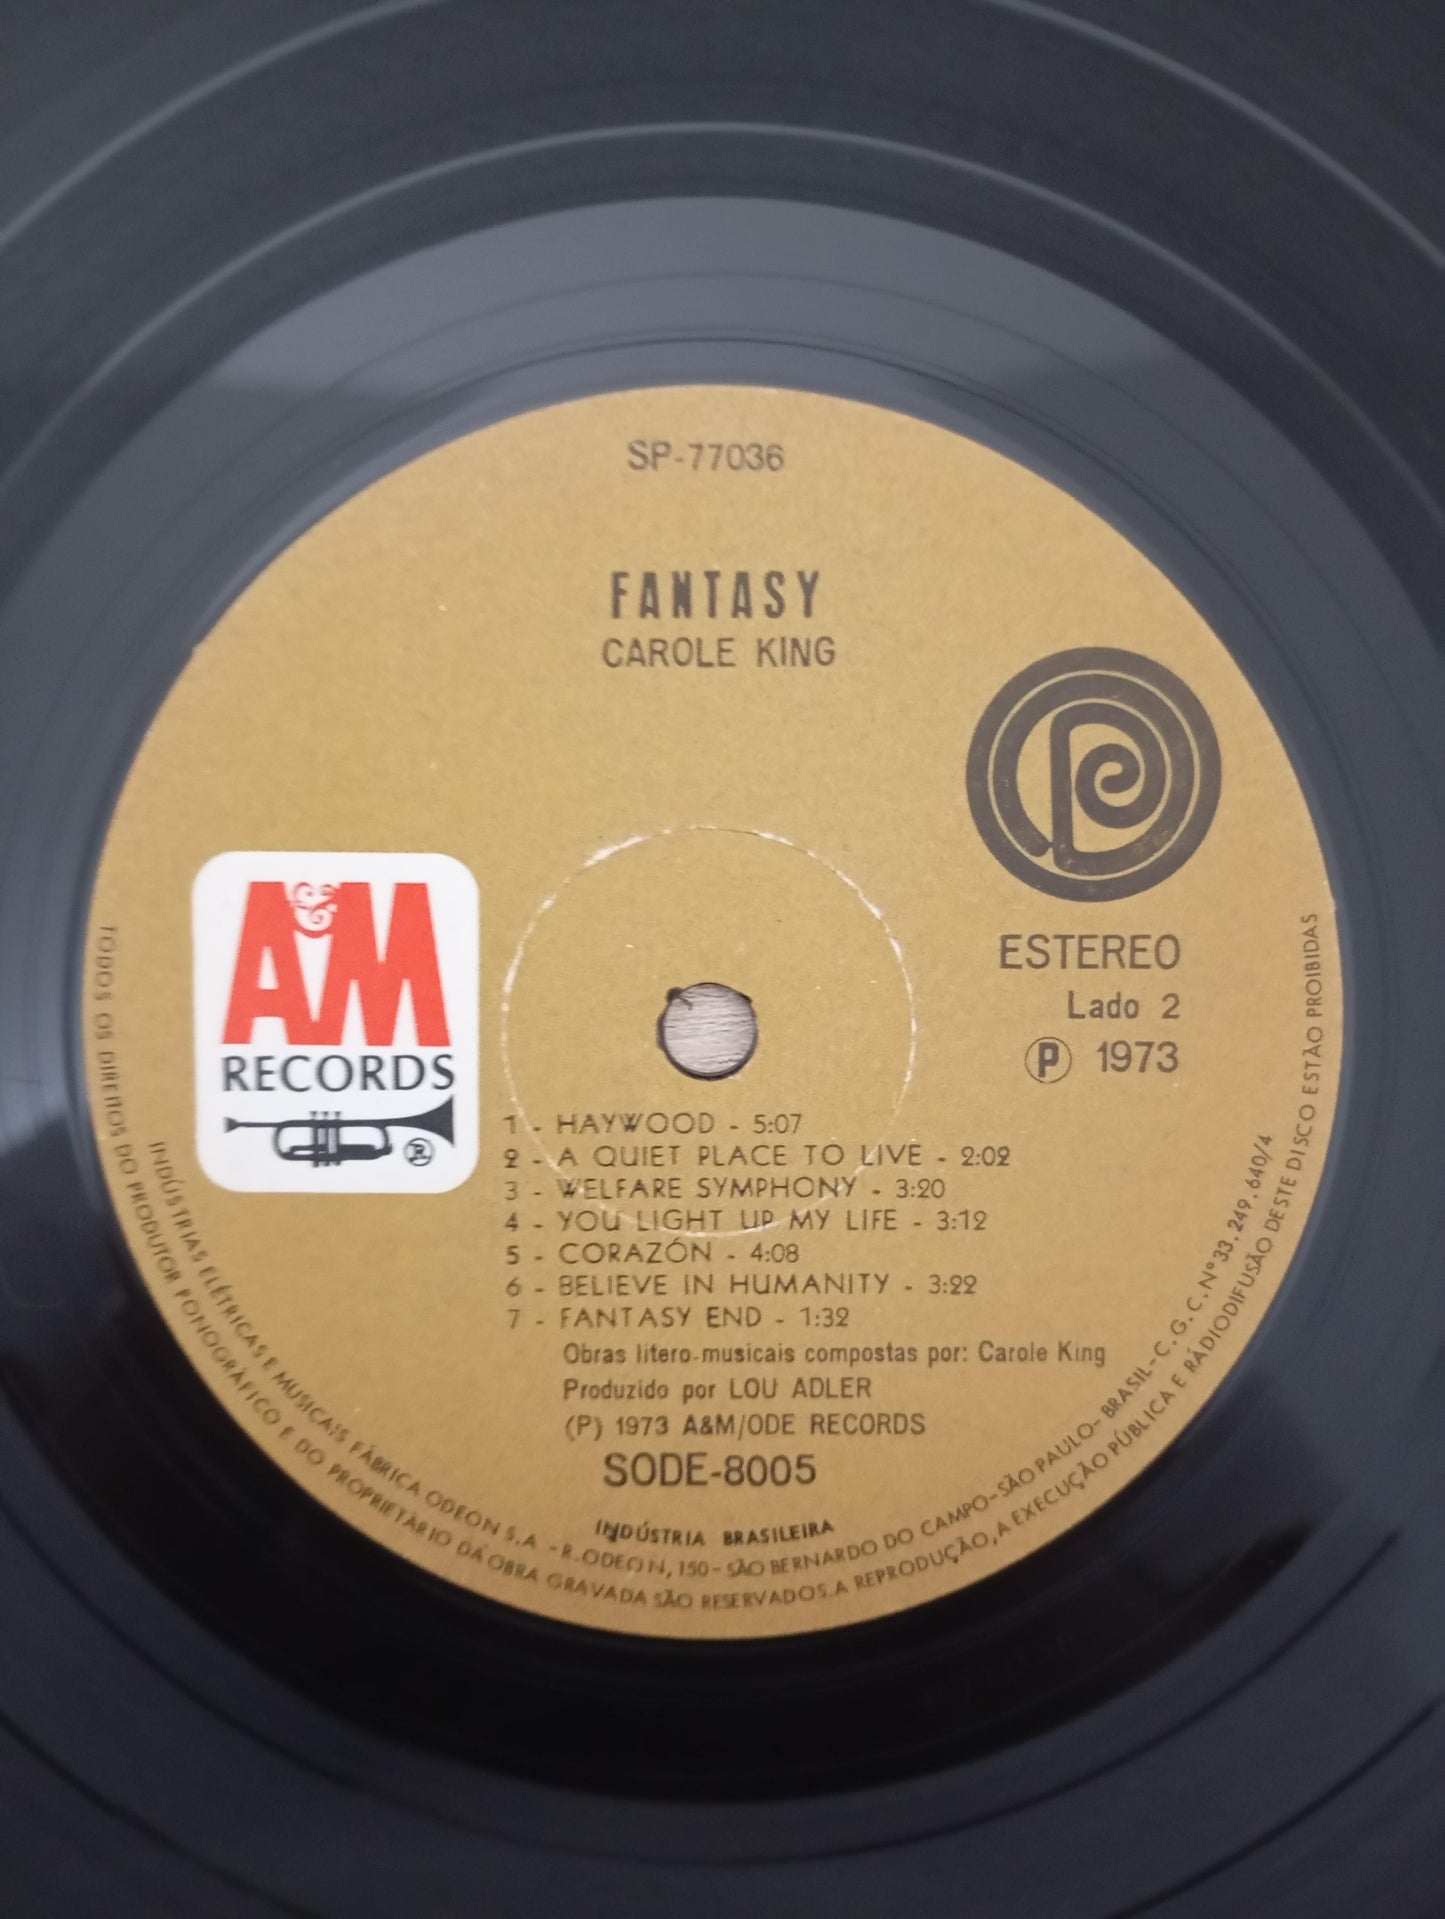 SP-77036
FANTASY
CAROLE KING
A&M
RECORDS
®
ESTEREO
Lado 2
Ⓟ 1973
1 - HAYWOOD - 5:07
2 - A QUIET PLACE TO LIVE - 2:02
3 - WELFARE SYMPHONY - 3:20
4 - YOU LIGHT UP MY LIFE - 3:12
5 - CORAZÓN - 4:08
6 - BELIEVE IN HUMANITY - 3:22
7 - FANTASY END - 1:32
Obras lítero-musicais compostas por: Carole King
Produzido por LOU ADLER
(P) 1973 A&M/ODE RECORDS
SODE-8005
INDÚSTRIA BRASILEIRA
INDÚSTRIAS ELÉTRICAS E MUSICAIS FÁBRICA ODEON S.A - R. ODEON, 150 - SÃO BERNARDO DO CAMPO - SÃO PAULO - BRASIL - C.G.C. Nº 33.249.640/4
TODOS OS DIREITOS DO PRODUTOR FONOGRÁFICO E DO PROPRIETÁRIO DA OBRA GRAVADA SÃO RESERVADOS. A REPRODUÇÃO, A EXECUÇÃO PÚBLICA E RÁDIODIFUSÃO DESTE DISCO ESTÃO PROIBIDAS